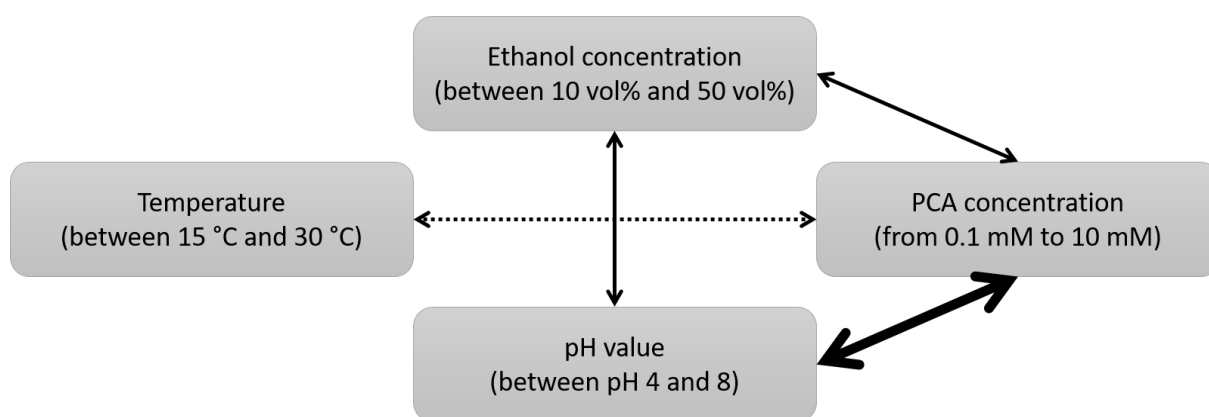 Ethanol concentration
(between 10 vol% and 50 vol%)
Temperature
(between 15 °C and 30 °C)
PCA concentration
(from 0.1 mM to 10 mM)
pH value
(between pH 4 and 8)